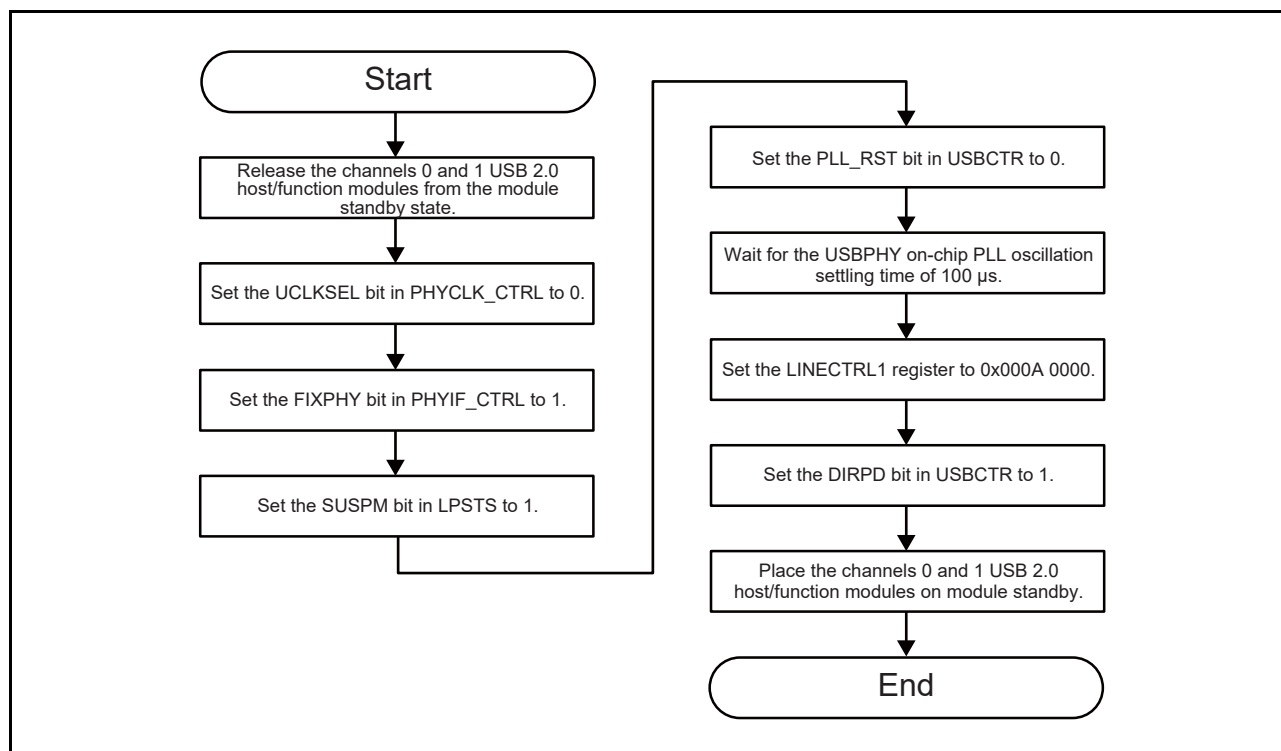 Start
Release the channels 0 and 1 USB 2.0
host/function modules from the module
standby state.
Set the UCLKSEL bit in PHYCLK_CTRL to 0.
Set the FIXPHY bit in PHYIF_CTRL to 1.
Set the SUSPM bit in LPSTS to 1.
Set the PLL_RST bit in USBCTR to 0.
Wait for the USBPHY on-chip PLL oscillation
settling time of 100 µs.
Set the LINECTRL1 register to 0x000A 0000.
Set the DIRPD bit in USBCTR to 1.
Place the channels 0 and 1 USB 2.0
host/function modules on module standby.
End